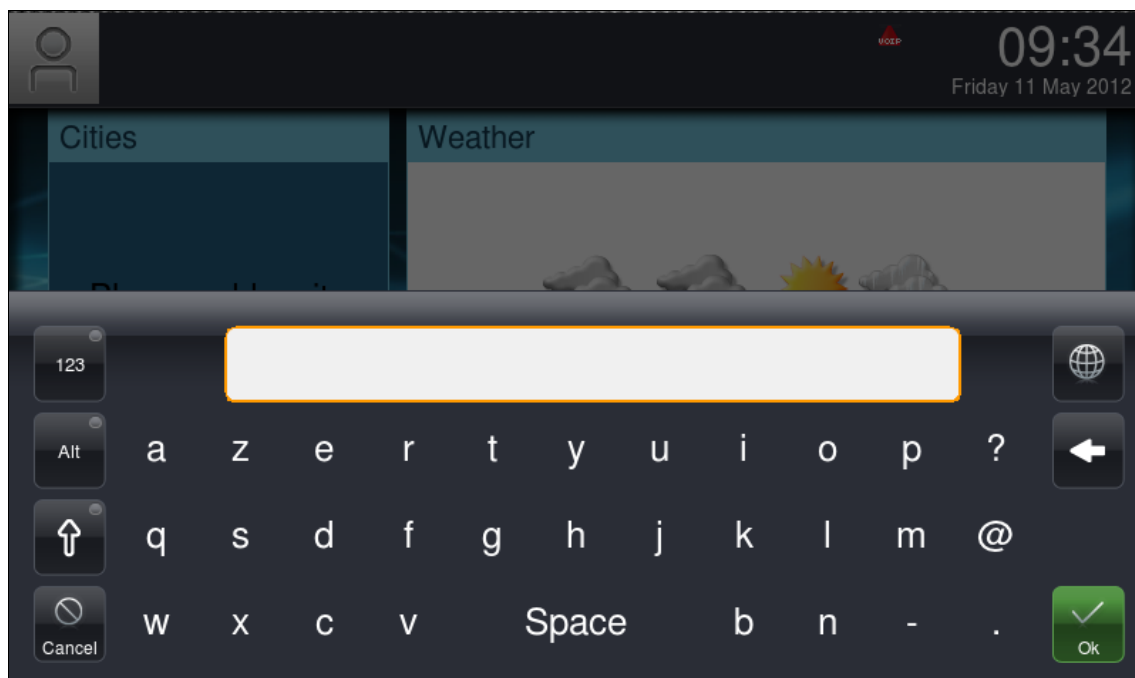 VOIP
09:34
Friday 11 May 2012
Cities
Weather
123
Alt a z e r t y u i o p ?
q s d f g h j k l m @
Cancel w x c v Space b n - . Ok